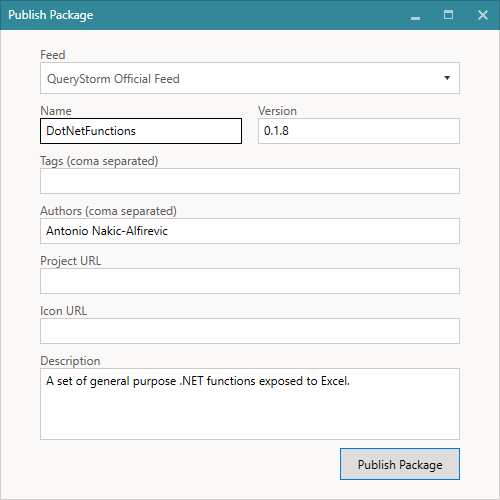 Publish Package
Feed
QueryStorm Official Feed
Name Version
DotNetFunctions 0.1.8
Tags (coma separated)
Authors (coma separated)
Antonio Nakic-Alfirevic
Project URL
Icon URL
Description
A set of general purpose .NET functions exposed to Excel.
Publish Package